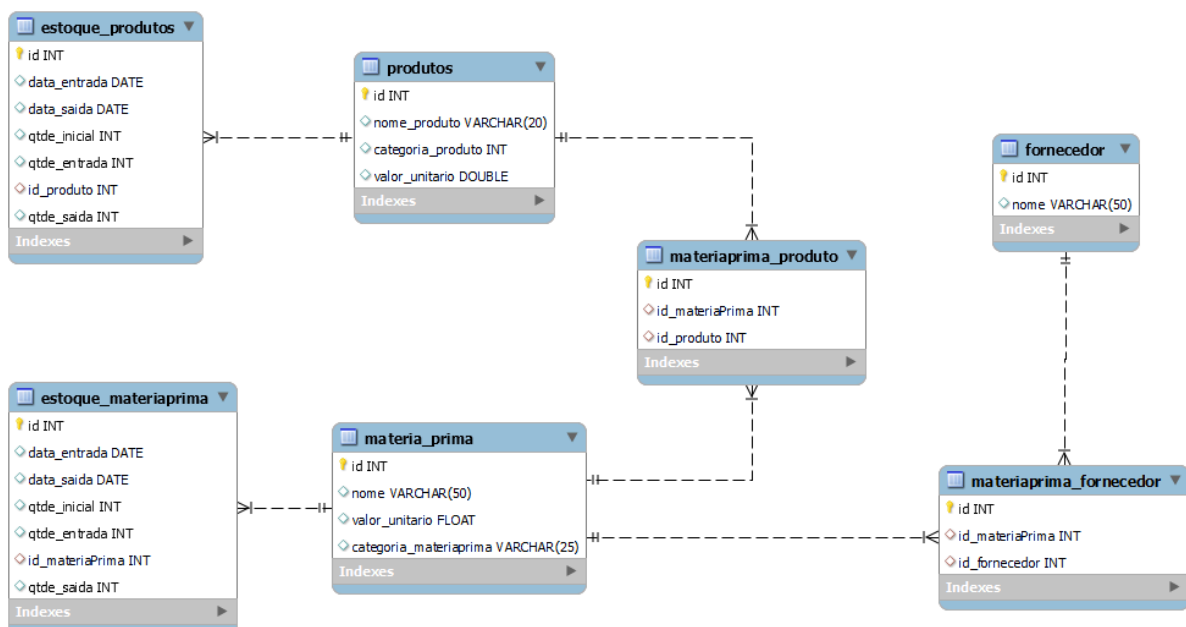 estoque_produtos
id INT
data_entrada DATE
data_saida DATE
qtde_inicial INT
qtde_entrada INT
id_produto INT
qtde_saida INT
Indexes
produtos
id INT
nome_produto VARCHAR(20)
categoria_produto INT
valor_unitario DOUBLE
Indexes
fornecedor
id INT
nome VARCHAR(50)
Indexes
materiaprima_produto
id INT
id_materiaPrima INT
id_produto INT
Indexes
estoque_materiaprima
id INT
data_entrada DATE
data_saida DATE
qtde_inicial INT
qtde_entrada INT
id_materiaPrima INT
qtde_saida INT
Indexes
materia_prima
id INT
nome VARCHAR(50)
valor_unitario FLOAT
categoria_materiaprima VARCHAR(25)
Indexes
materiaprima_fornecedor
id INT
id_materiaPrima INT
id_fornecedor INT
Indexes